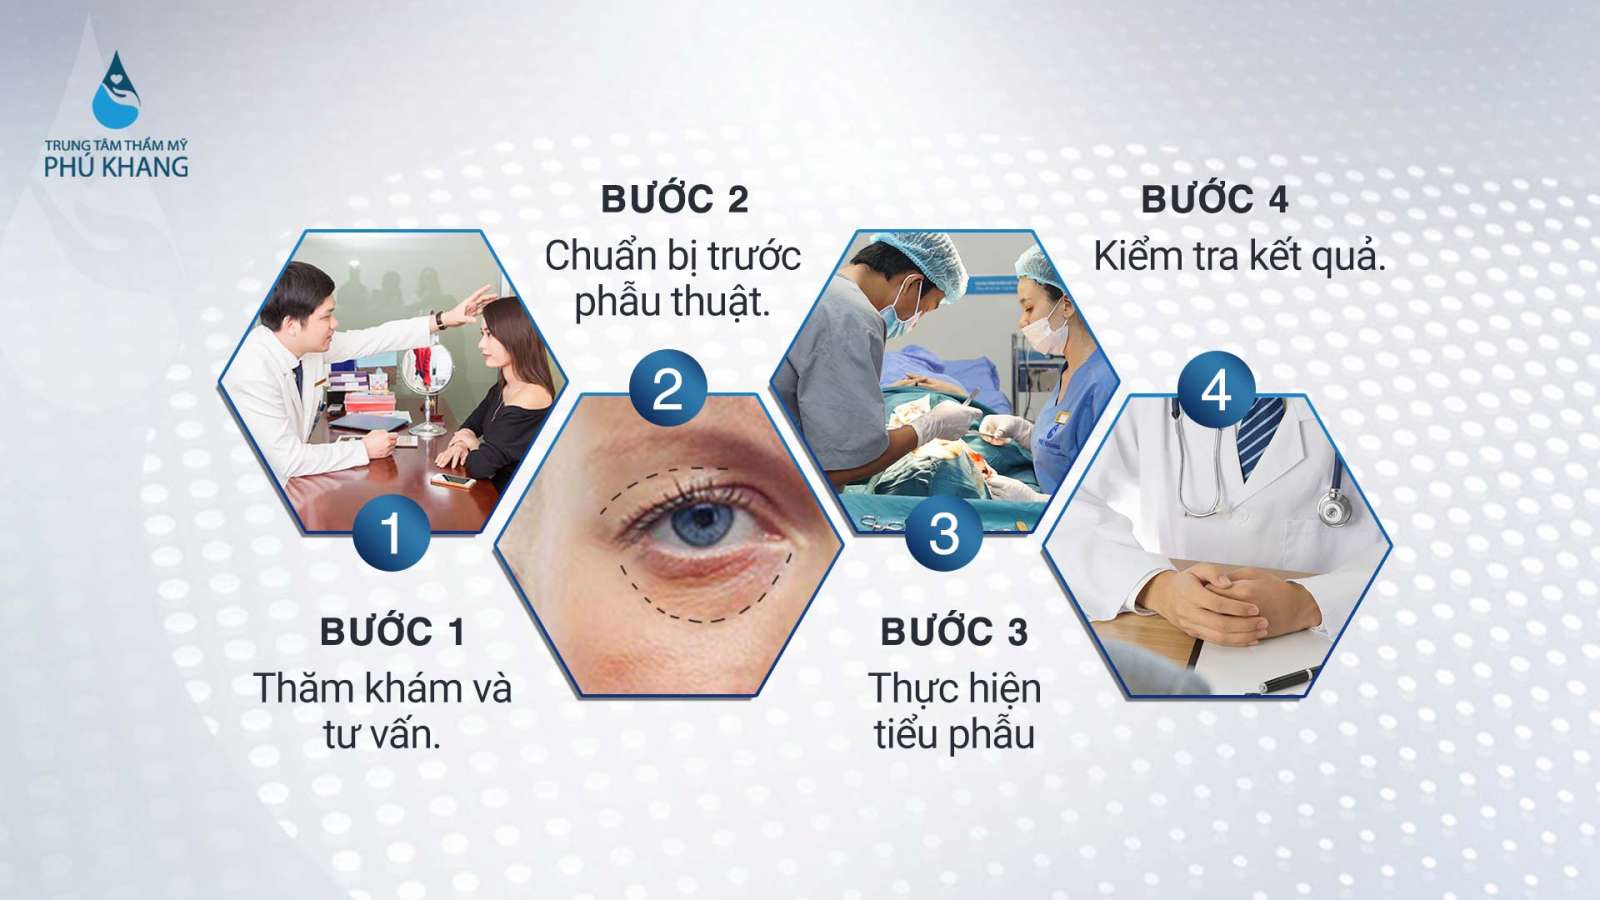 TRUNG TÂM THẨM MỸ
PHÚ KHANG
1
BƯỚC 1
Thăm khám và
tư vấn.
BƯỚC 2
Chuẩn bị trước
phẫu thuật.
2
3
BƯỚC 3
Thực hiện
tiểu phẫu
BƯỚC 4
Kiểm tra kết quả.
4